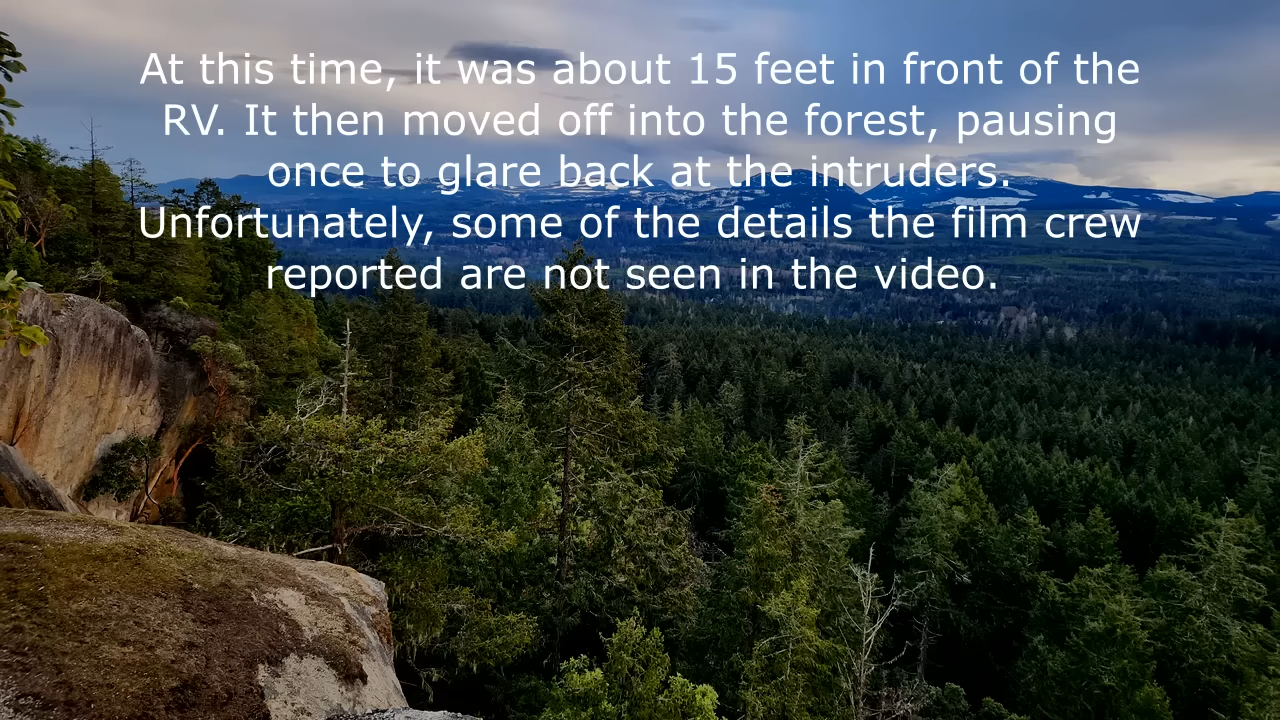 At this time, it was about 15 feet in front of the
RV. It then moved off into the forest, pausing
once to glare back at the intruders.
Unfortunately, some of the details the film crew
reported are not seen in the video.